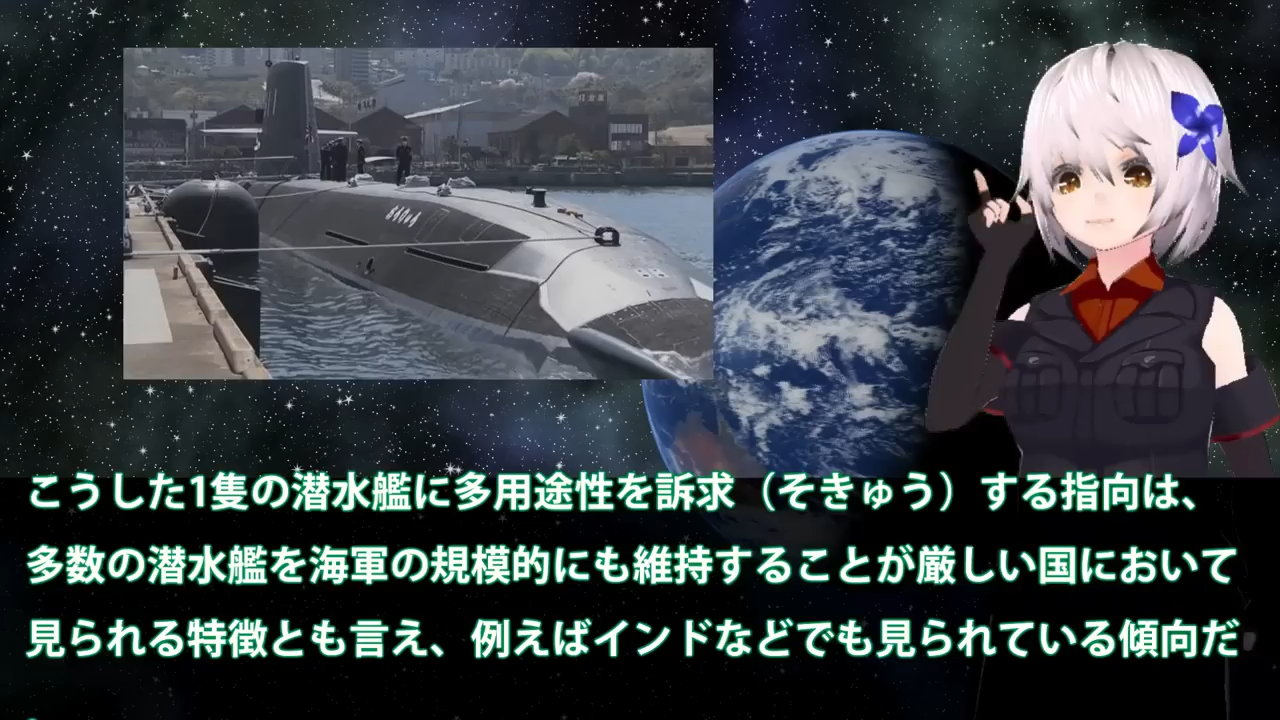 こうした1隻の潜水艦に多用途性を訴求（そきゅう）する指向は、
多数の潜水艦を海軍の規模的にも維持することが厳しい国において
見られる特徴とも言え、例えばインドなどでも見られている傾向だ